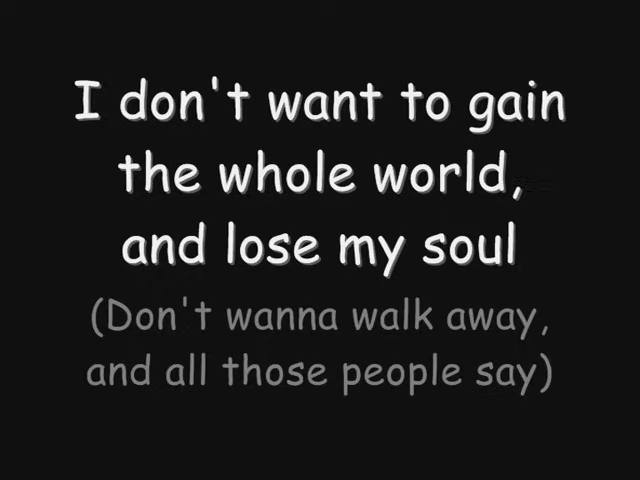 I don't want to gain
the whole world,
and lose my soul
(Don't wanna walk away,
and all those people say)